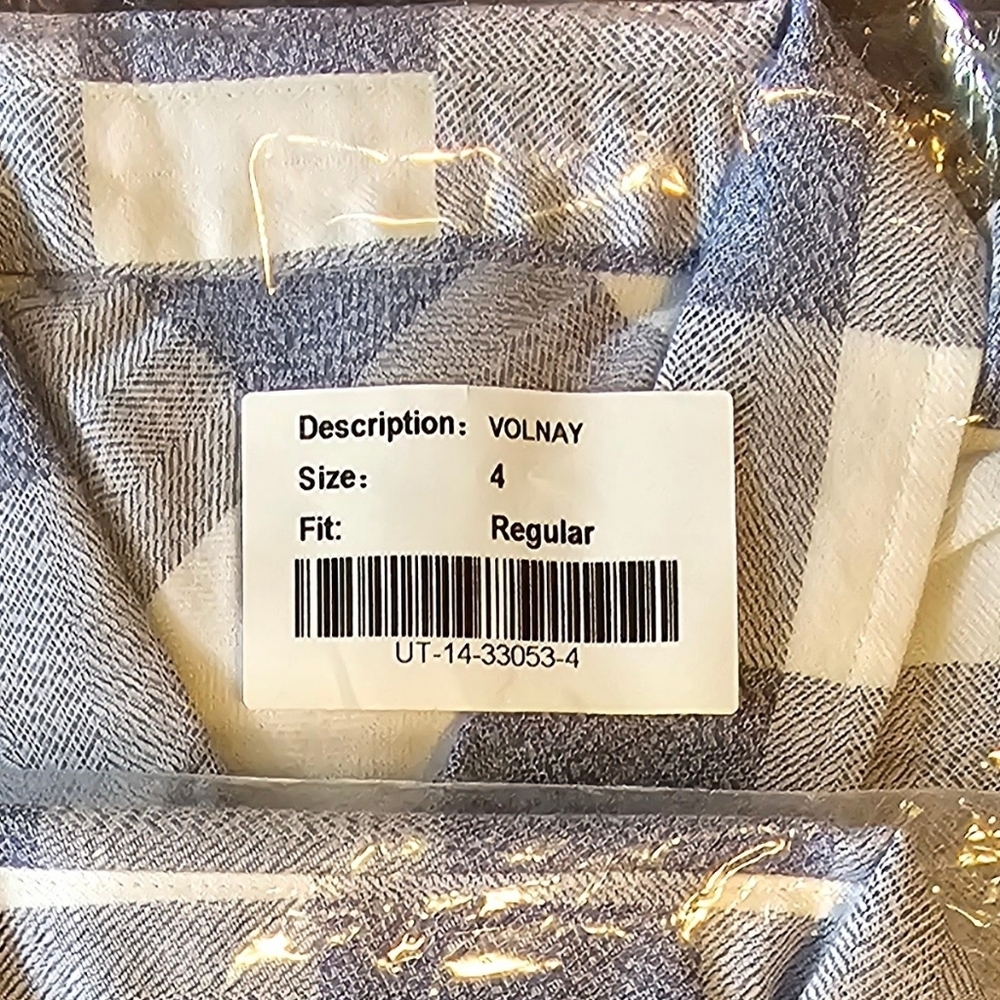 Description: VOLNAY
Size: 4
Fit: Regular
UT-14-33053-4